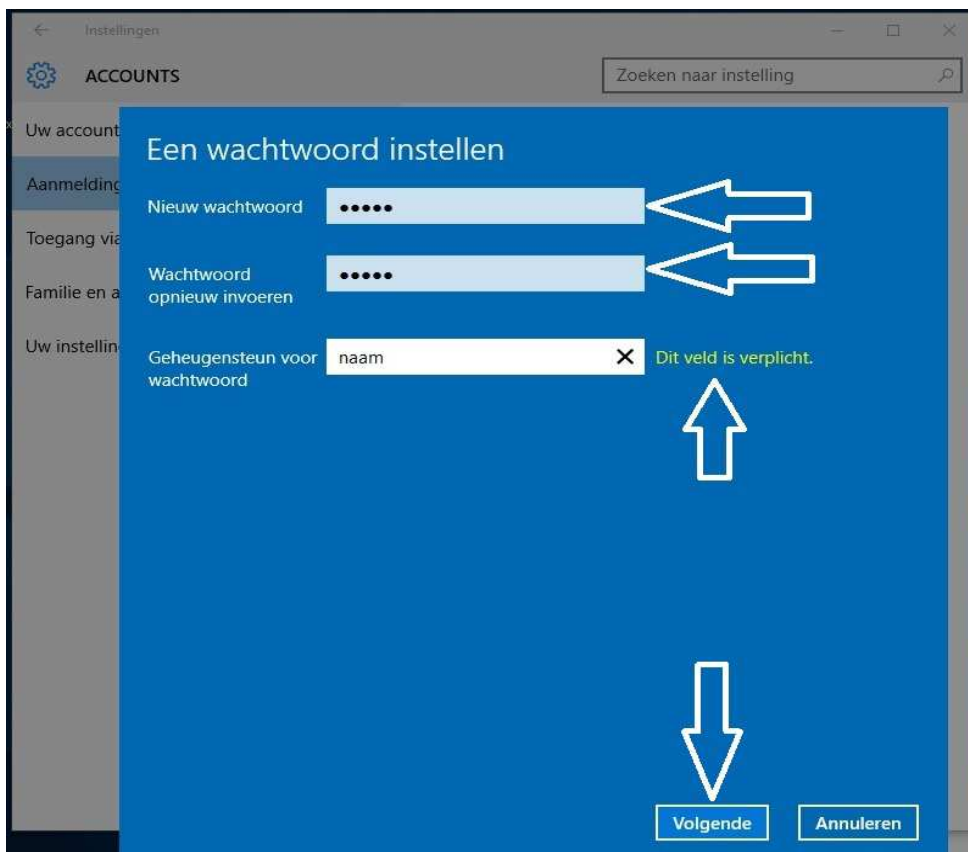 Instellingen
ACCOUNTS
Zoeken naar instelling
Uw account
Een wachtwoord instellen
Aanmelding
Nieuw wachtwoord
•••••
Toegang via
Wachtwoord
opnieuw invoeren
•••••
Familie en a
Uw instellin
Geheugensteun voor
wachtwoord
naam
Dit veld is verplicht.
Volgende
Annuleren